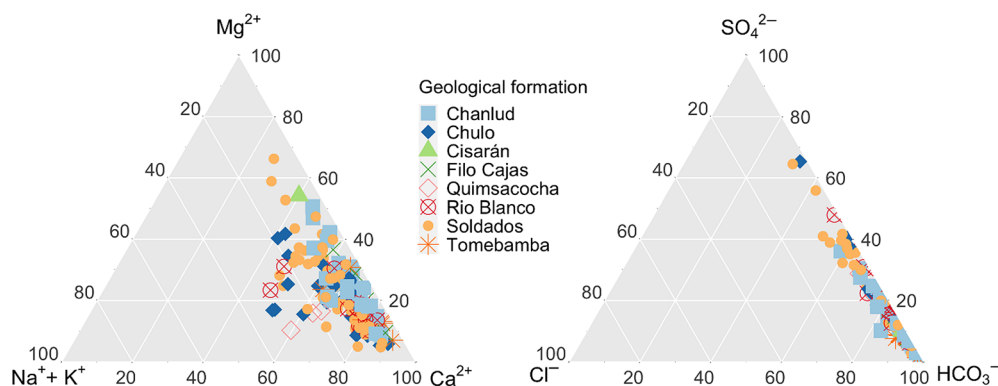 Mg²⁺
100
20
80
40
60
60
40
80
20
100
Na⁺+ K⁺
20
40
60
80
100
Ca²⁺
Geological formation
Chanlud
Chulo
Cisarán
Filo Cajas
Quimsacocha
Rio Blanco
Soldados
Tomebamba
SO₄²⁻
100
20
80
40
60
60
40
80
20
100
Cl⁻
20
40
60
80
100
HCO₃⁻